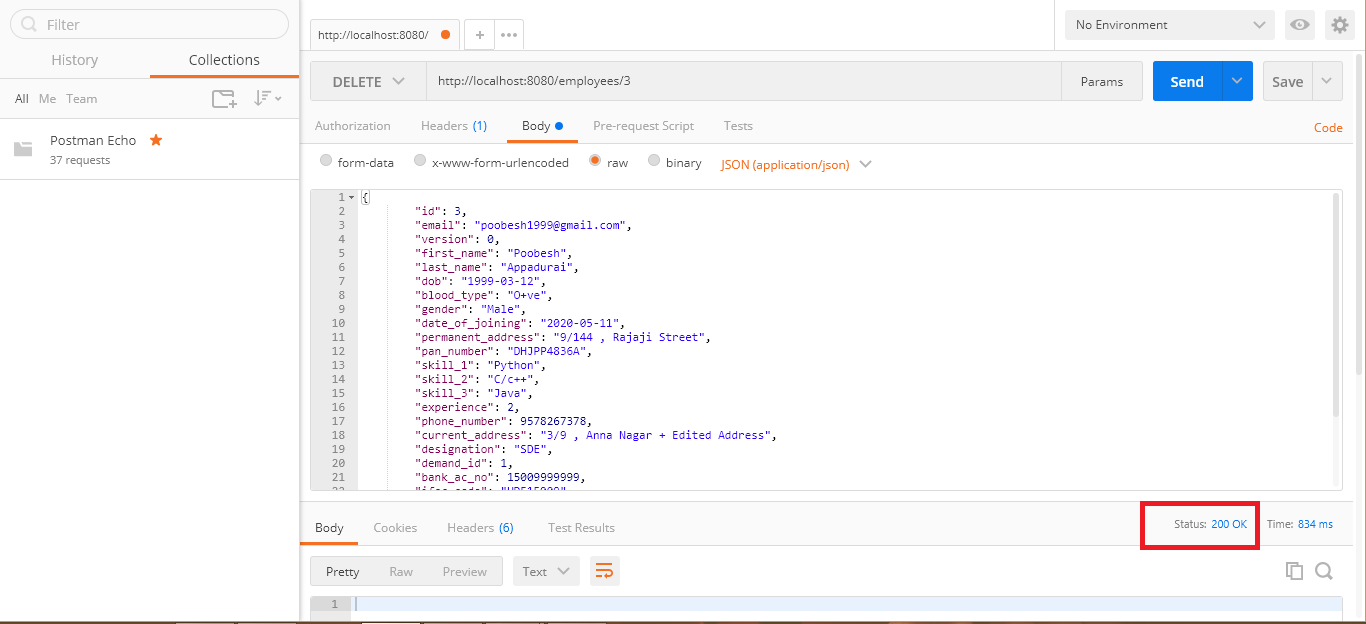 Filter
History Collections
All Me Team
Postman Echo
37 requests
http://localhost:8080/
No Environment
DELETE http://localhost:8080/employees/3 Params Send Save
Authorization Headers (1) Body Pre-request Script Tests Code
form-data x-www-form-urlencoded raw binary JSON (application/json)
1 {
2 "id": 3,
3 "email": "poobesh1999@gmail.com",
4 "version": 0,
5 "first_name": "Poobesh",
6 "last_name": "Appadurai",
7 "dob": "1999-03-12",
8 "blood_type": "O+ve",
9 "gender": "Male",
10 "date_of_joining": "2020-05-11",
11 "permanent_address": "9/144 , Rajaji Street",
12 "pan_number": "DHJPP4836A",
13 "skill_1": "Python",
14 "skill_2": "C/c++",
15 "skill_3": "Java",
16 "experience": 2,
17 "phone_number": 9578267378,
18 "current_address": "3/9 , Anna Nagar + Edited Address",
19 "designation": "SDE",
20 "demand_id": 1,
21 "bank_ac_no": 15009999999,
Body Cookies Headers (6) Test Results Status: 200 OK Time: 834 ms
Pretty Raw Preview Text
1